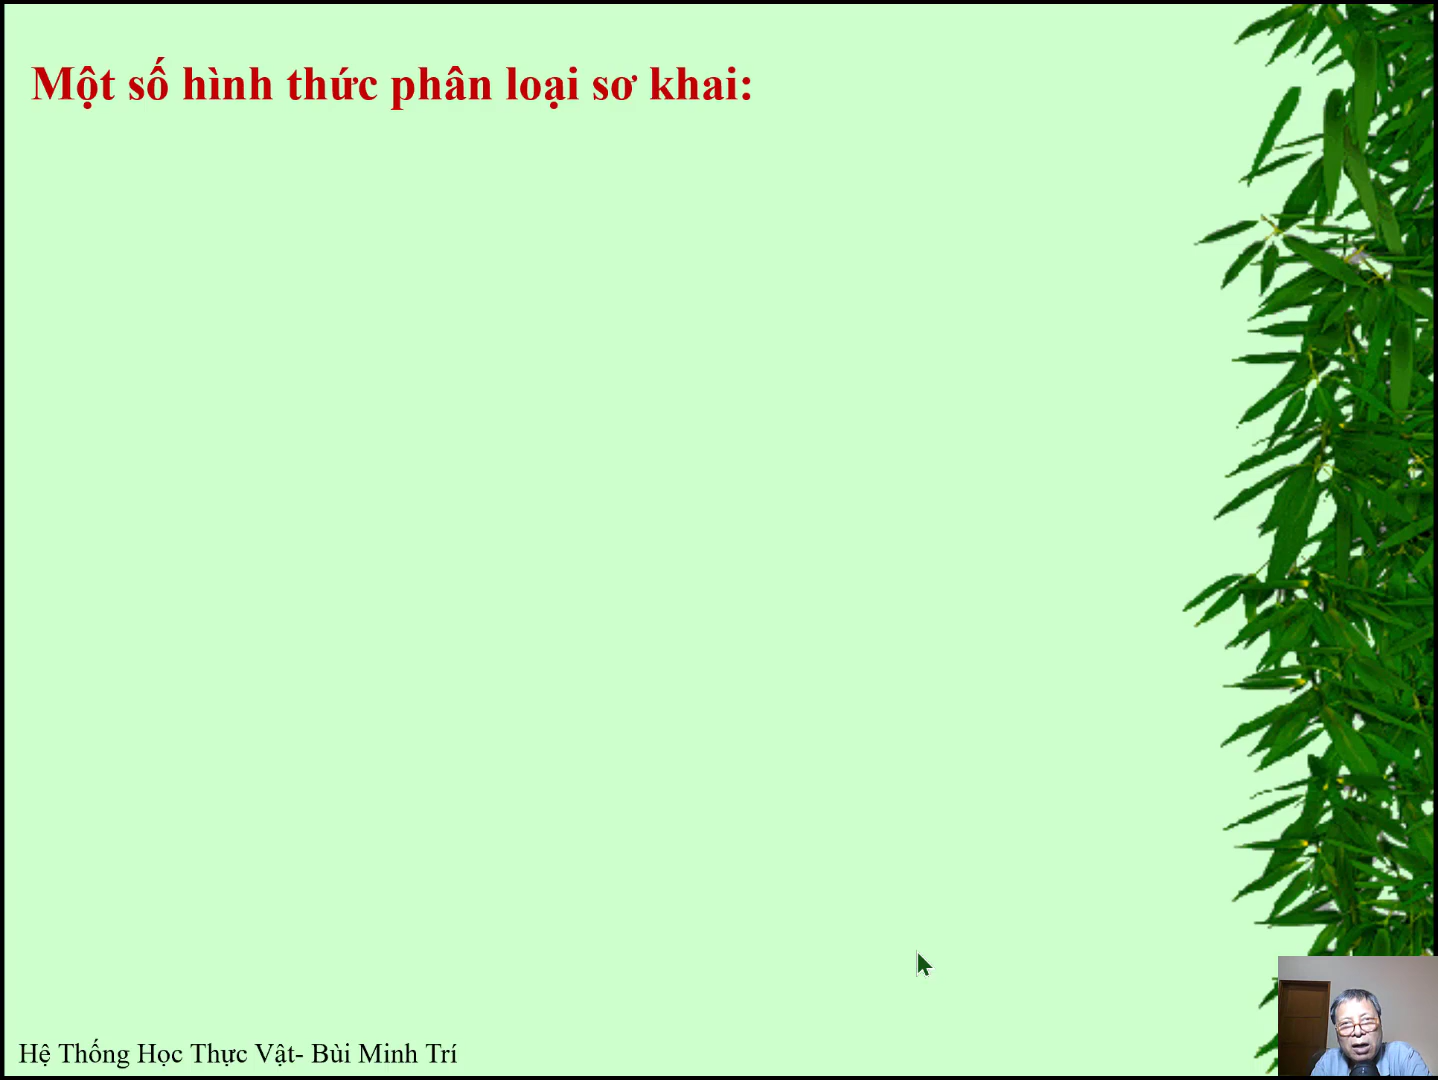 Một số hình thức phân loại sơ khai:
Hệ Thống Học Thực Vật- Bùi Minh Trí